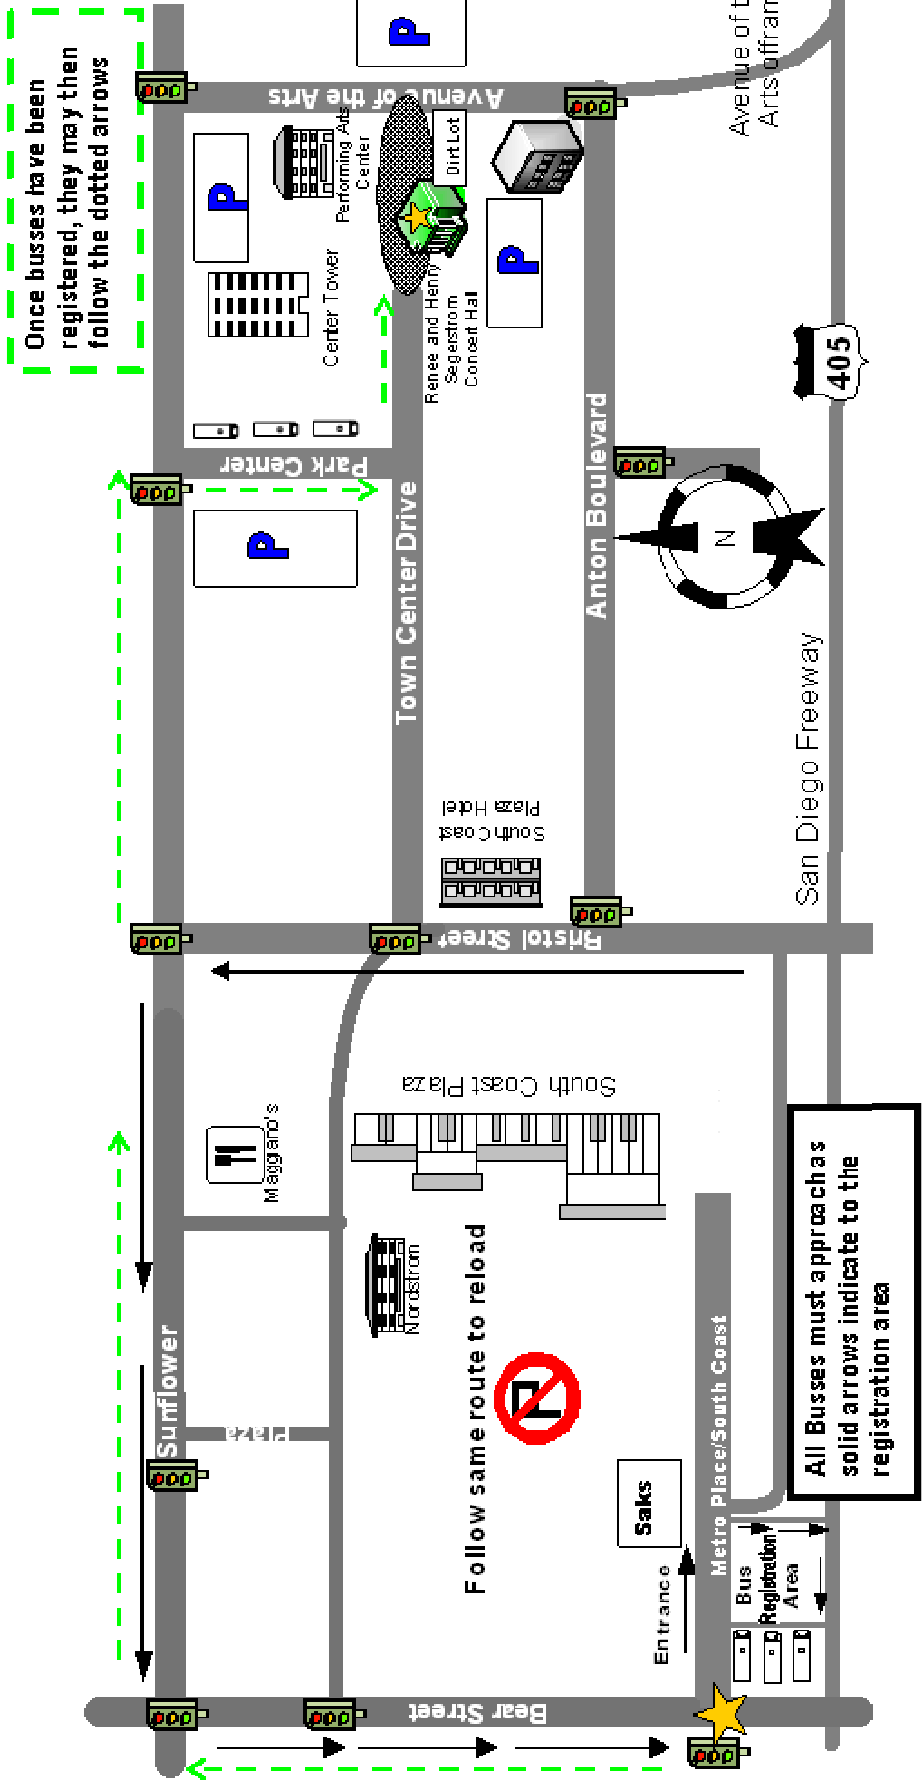 Once busses have been
registered, they may then
follow the dotted arrows
P
Avenue of the Arts
P
Performing Arts
Center
Dirt Lot
Center Tower
Renee and Henry
Segerstrom
Concert Hall
P
Avenue of t
Arts offram
405
Park Center
P
Town Center Drive
Anton Boulevard
N
San Diego Freeway
South Coast
Plaza Hotel
Bristol Street
South Coast Plaza
Maggiano's
Nordstrom
Sunflower
Plaza
Follow same route to reload
P
Saks
Entrance
Metro Place/South Coast
Bus
Registration
Area
Bear Street
All Busses must approach as
solid arrows indicate to the
registration area